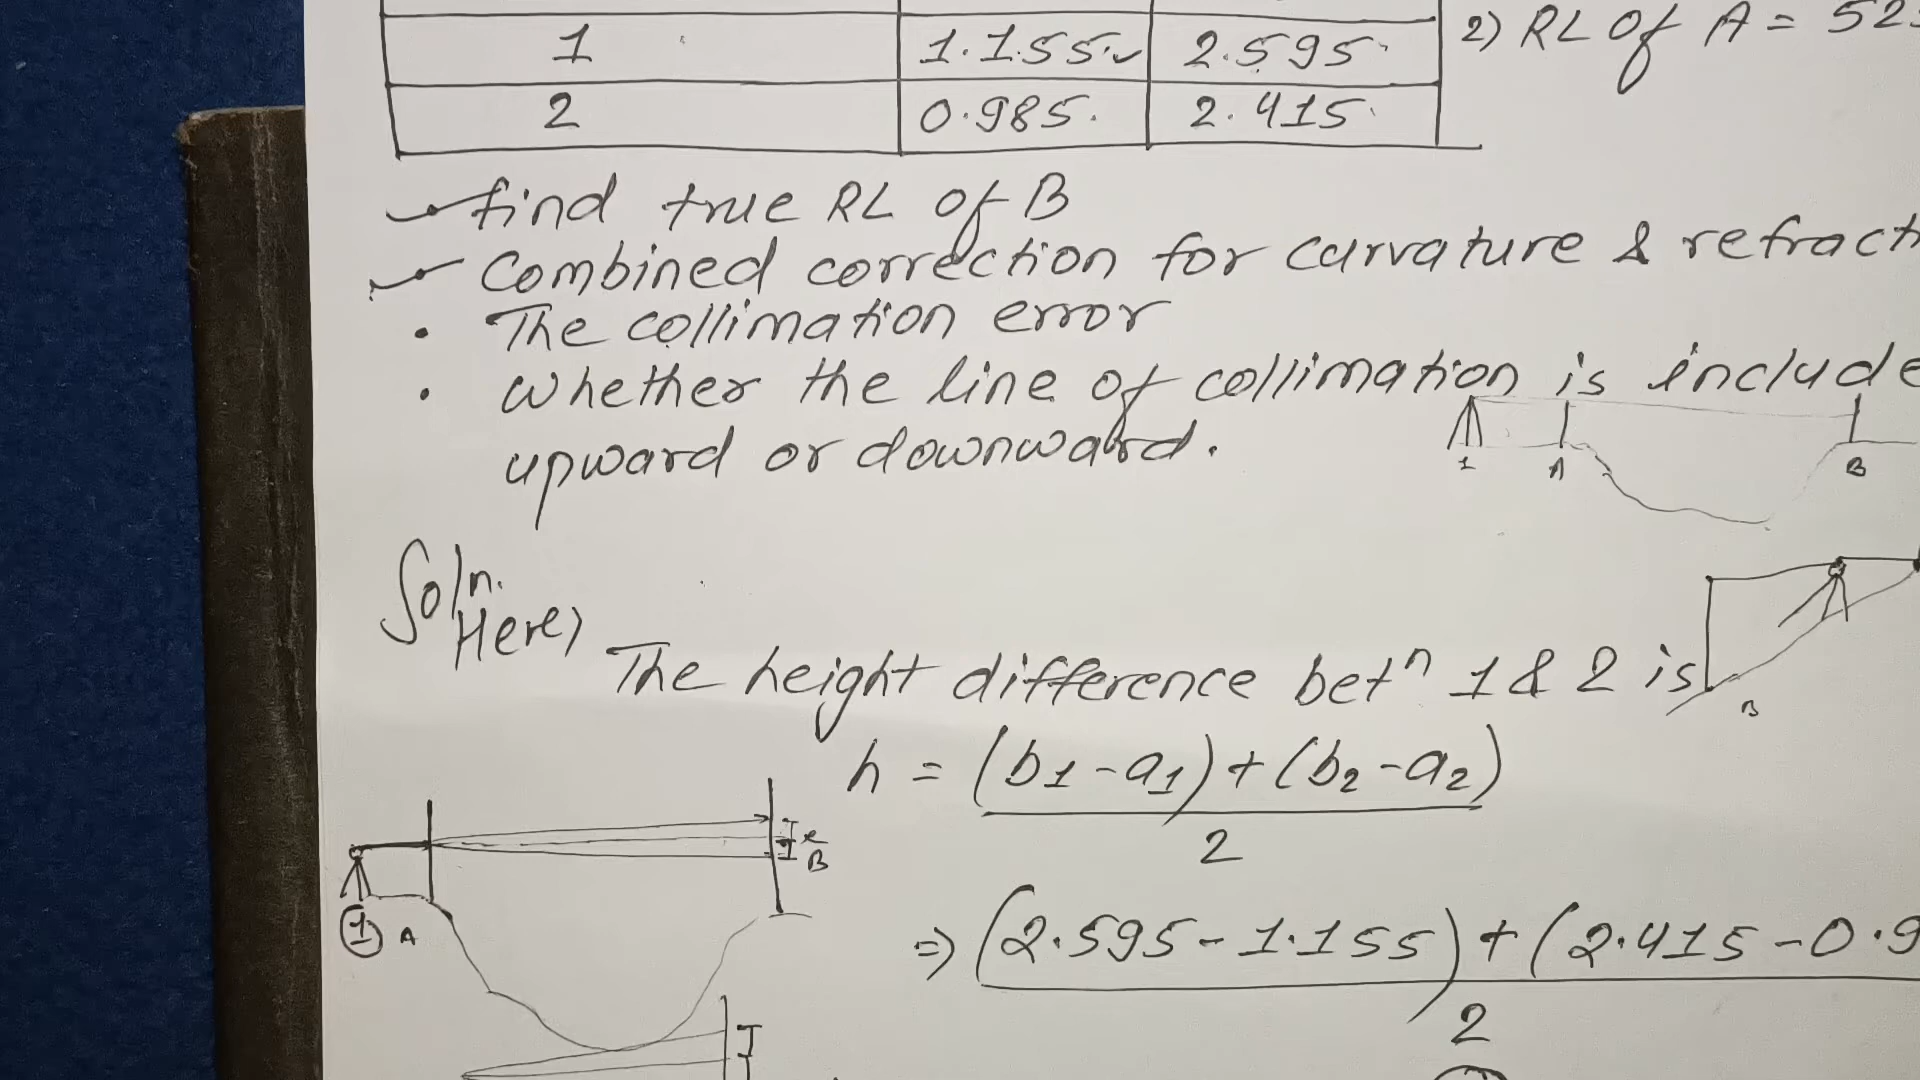 1 1.155 2.595
2) RL of A = 52
2 0.985. 2.415
find true RL of B
Combined correction for curvature & refract
• The collimation error
• Whether the line of collimation is include
upward or downward.
1 A B
Soln.
Here,
The height difference betn 1 & 2 is
B
h = (b1-a1)+(b2-a2)
2
e
B
1 A
=> (2.595-1.155)+(2.415-0.9
2